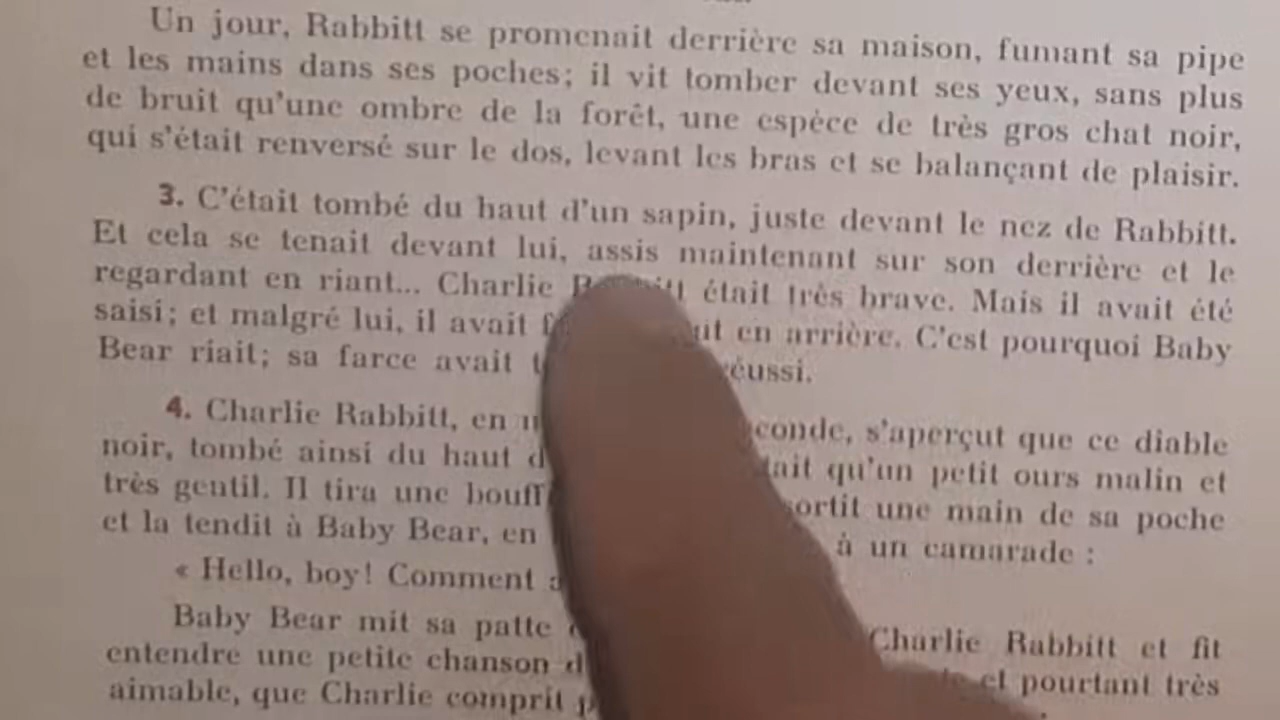 Un jour, Rabbitt se promenait derrière sa maison, fumant sa pipe
et les mains dans ses poches; il vit tomber devant ses yeux, sans plus
de bruit qu'une ombre de la forêt, une espèce de très gros chat noir,
qui s'était renversé sur le dos, levant les bras et se balançant de plaisir.
3. C'était tombé du haut d'un sapin, juste devant le nez de Rabbitt.
Et cela se tenait devant lui, assis maintenant sur son derrière et le
regardant en riant... Charlie Rabbitt était très brave. Mais il avait été
saisi; et malgré lui, il avait en arrière. C'est pourquoi Baby
Bear riait; sa farce avait réussi.
4. Charlie Rabbitt, en s'aperçut que ce diable
noir, tombé ainsi du haut qu'un petit ours malin et
très gentil. Il tira une sortit une main de sa poche
et la tendit à Baby Bear, en à un camarade :
« Hello, boy! Comment
Baby Bear mit sa patte Charlie Rabbitt et fit
entendre une petite chanson et pourtant très
aimable, que Charlie comprit